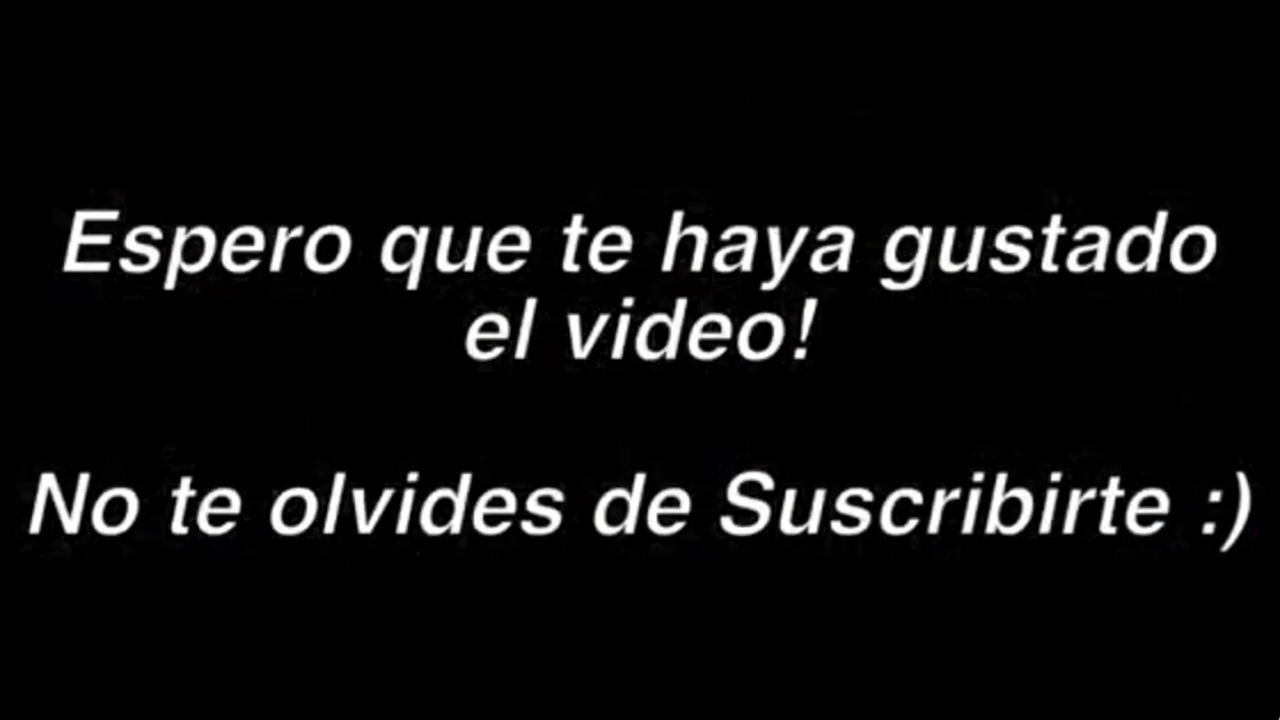 Espero que te haya gustado
el video!
No te olvides de Suscribirte :)